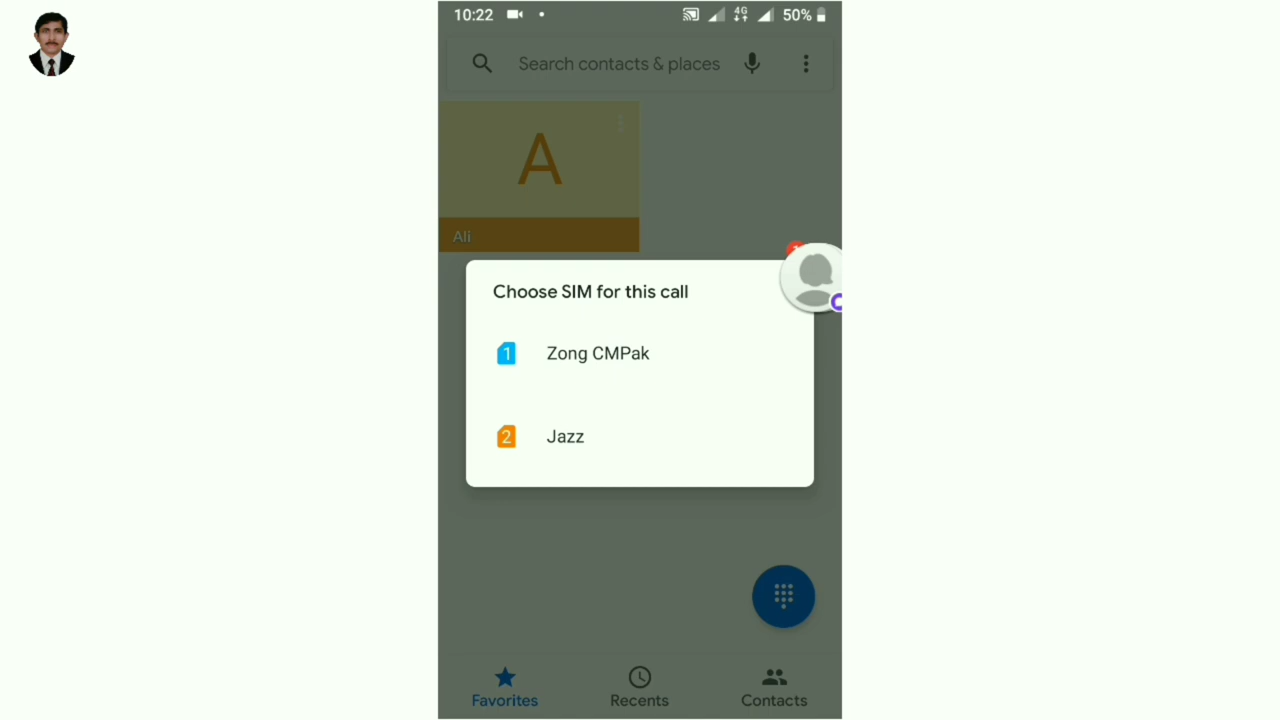 10:22 4G 50%
Search contacts & places
A
Ali
Choose SIM for this call
1 Zong CMPak
2 Jazz
Favorites Recents Contacts